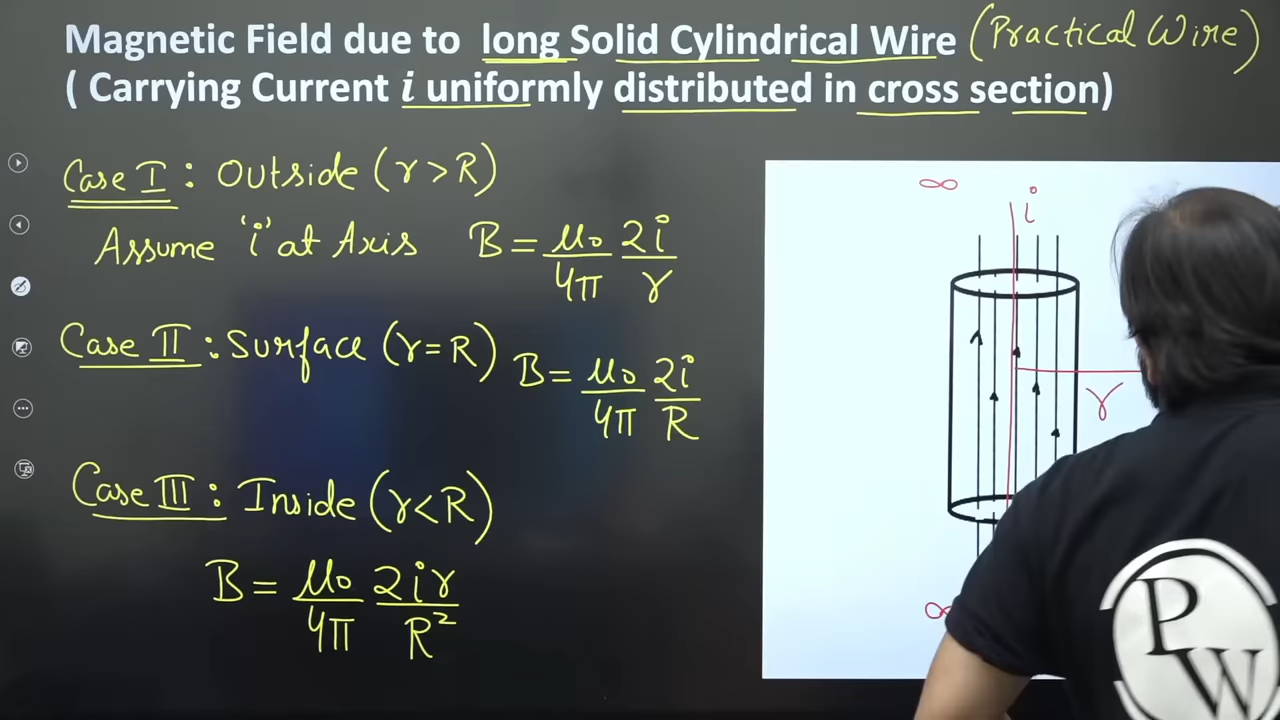 Magnetic Field due to long Solid Cylindrical Wire (Practical Wire)
( Carrying Current i uniformly distributed in cross section)
Case I : Outside (r > R)
Assume 'i' at Axis B = μ₀/4π 2i/r
Case II : Surface (r = R) B = μ₀/4π 2i/R
Case III : Inside (r < R)
B = μ₀/4π 2ir/R²
∞
i
r
∞
P
W